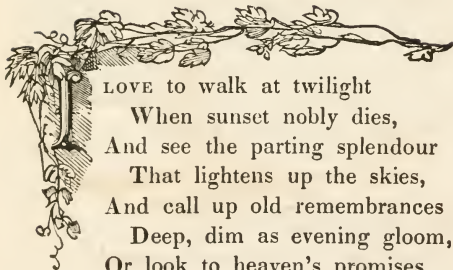 I LOVE to walk at twilight
When sunset nobly dies,
And see the parting splendour
That lightens up the skies,
And call up old remembrances
Deep, dim as evening gloom,
Or look to heaven's promises